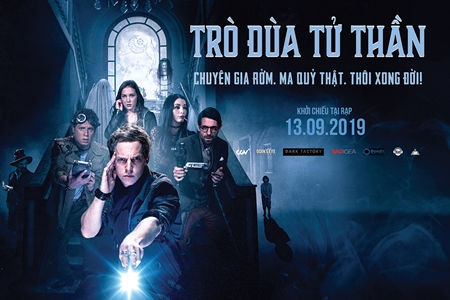 TRÒ ĐÙA TỬ THẦN
CHUYÊN GIA RỞM. MA QUỶ THẬT. THÔI XONG ĐỜI!
KHỞI CHIẾU TẠI RẠP
13.09.2019
CGV
DARK FACTORY